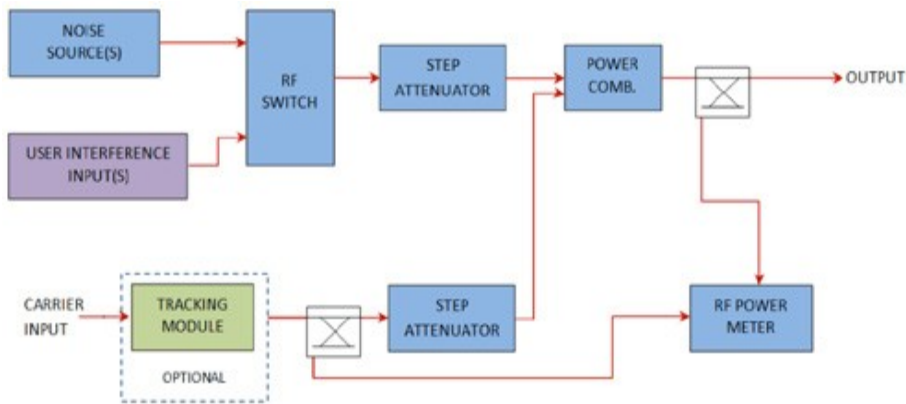 NOISE
SOURCE(S)
USER INTERFERENCE
INPUT(S)
RF
SWITCH
STEP
ATTENUATOR
POWER
COMB.
OUTPUT
CARRIER
INPUT
TRACKING
MODULE
OPTIONAL
STEP
ATTENUATOR
RF POWER
METER